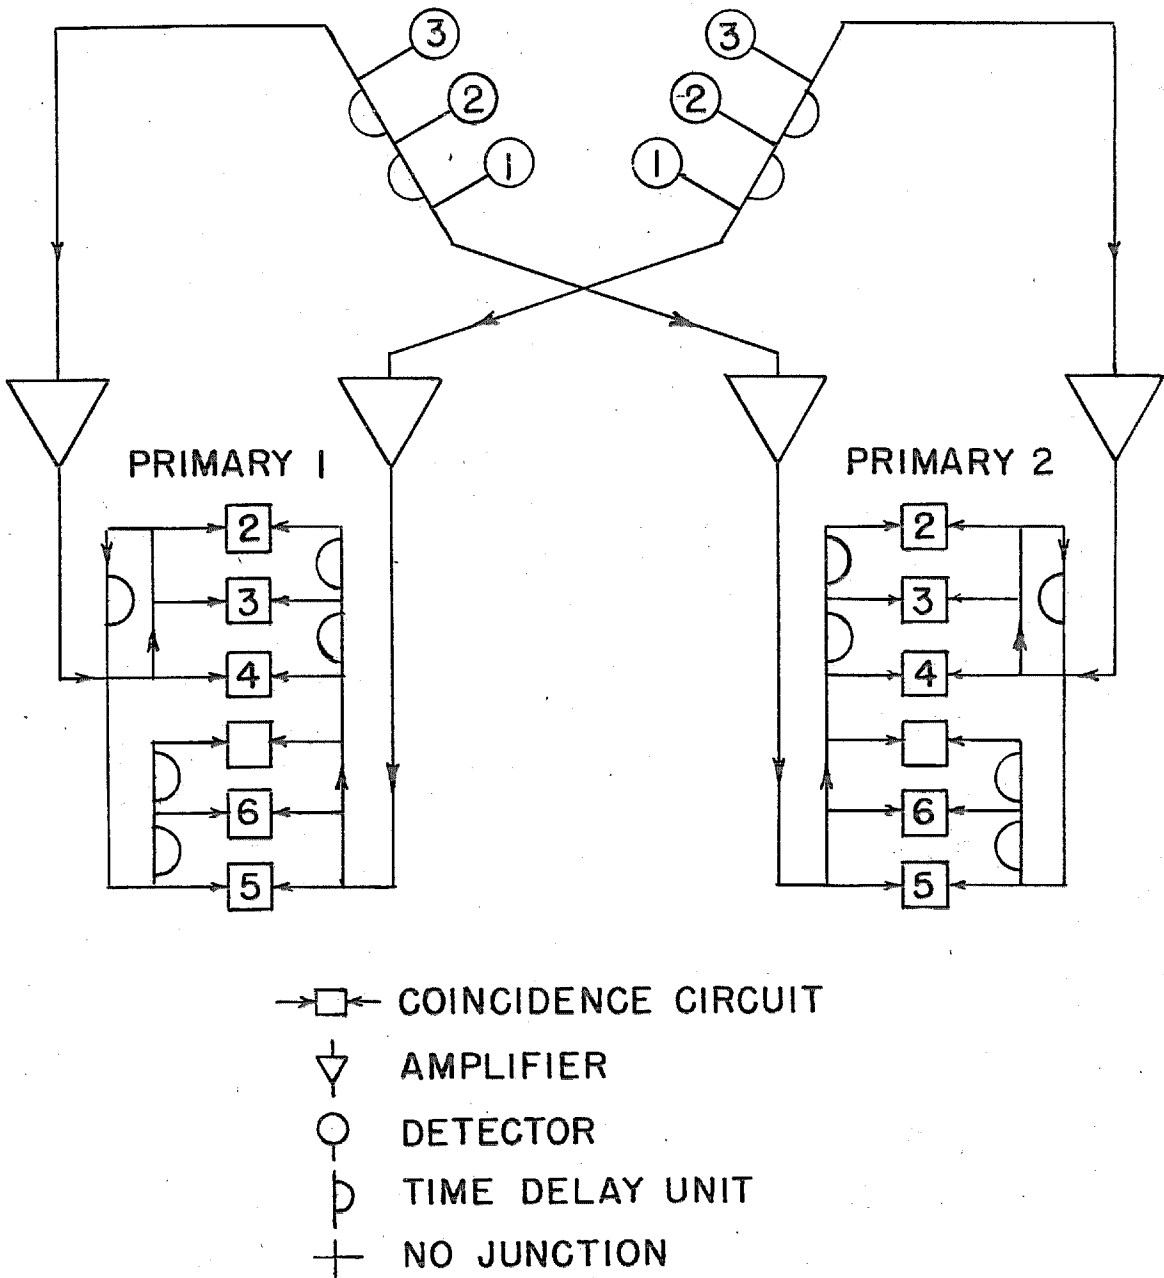 3 3
2 2
1 1
PRIMARY 1 PRIMARY 2
2 2
3 3
4 4
6 6
5 5
COINCIDENCE CIRCUIT
AMPLIFIER
DETECTOR
TIME DELAY UNIT
NO JUNCTION